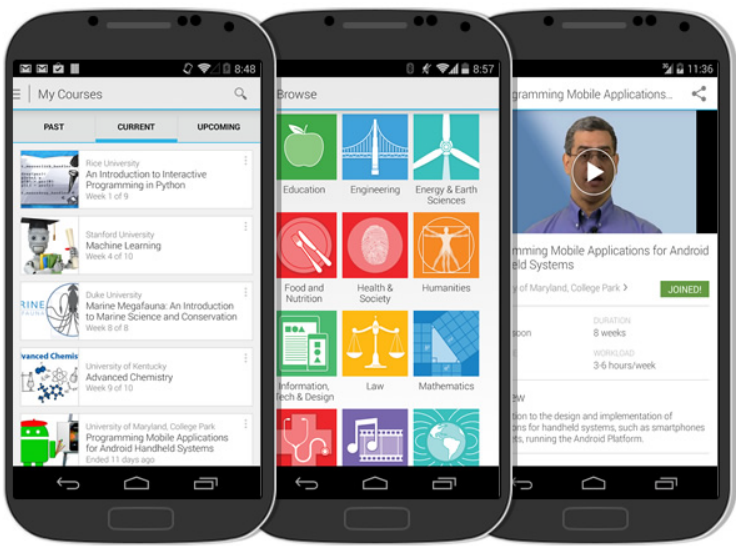 8:48
My Courses
PAST CURRENT UPCOMING
Rice University
An Introduction to Interactive
Programming in Python
Week 1 of 9
Stanford University
Machine Learning
Week 4 of 10
RINE
Duke University
Marine Megafauna: An Introduction
to Marine Science and Conservation
Week 8 of 8
vanced Chemis
University of Kentucky
Advanced Chemistry
Week 9 of 10
University of Maryland, College Park
Programming Mobile Applications
for Android Handheld Systems
Ended 11 days ago
8:57
Browse
Education
Engineering
Energy & Earth
Sciences
Food and
Nutrition
Health &
Society
Humanities
Information,
Tech & Design
Law
Mathematics
11:36
gramming Mobile Applications...
mming Mobile Applications for Android
eld Systems
y of Maryland, College Park
JOINED!
DURATION
soon 8 weeks
WORKLOAD
3-6 hours/week
ew
tion to the design and implementation of
ons for handheld systems, such as smartphones
ts, running the Android Platform.